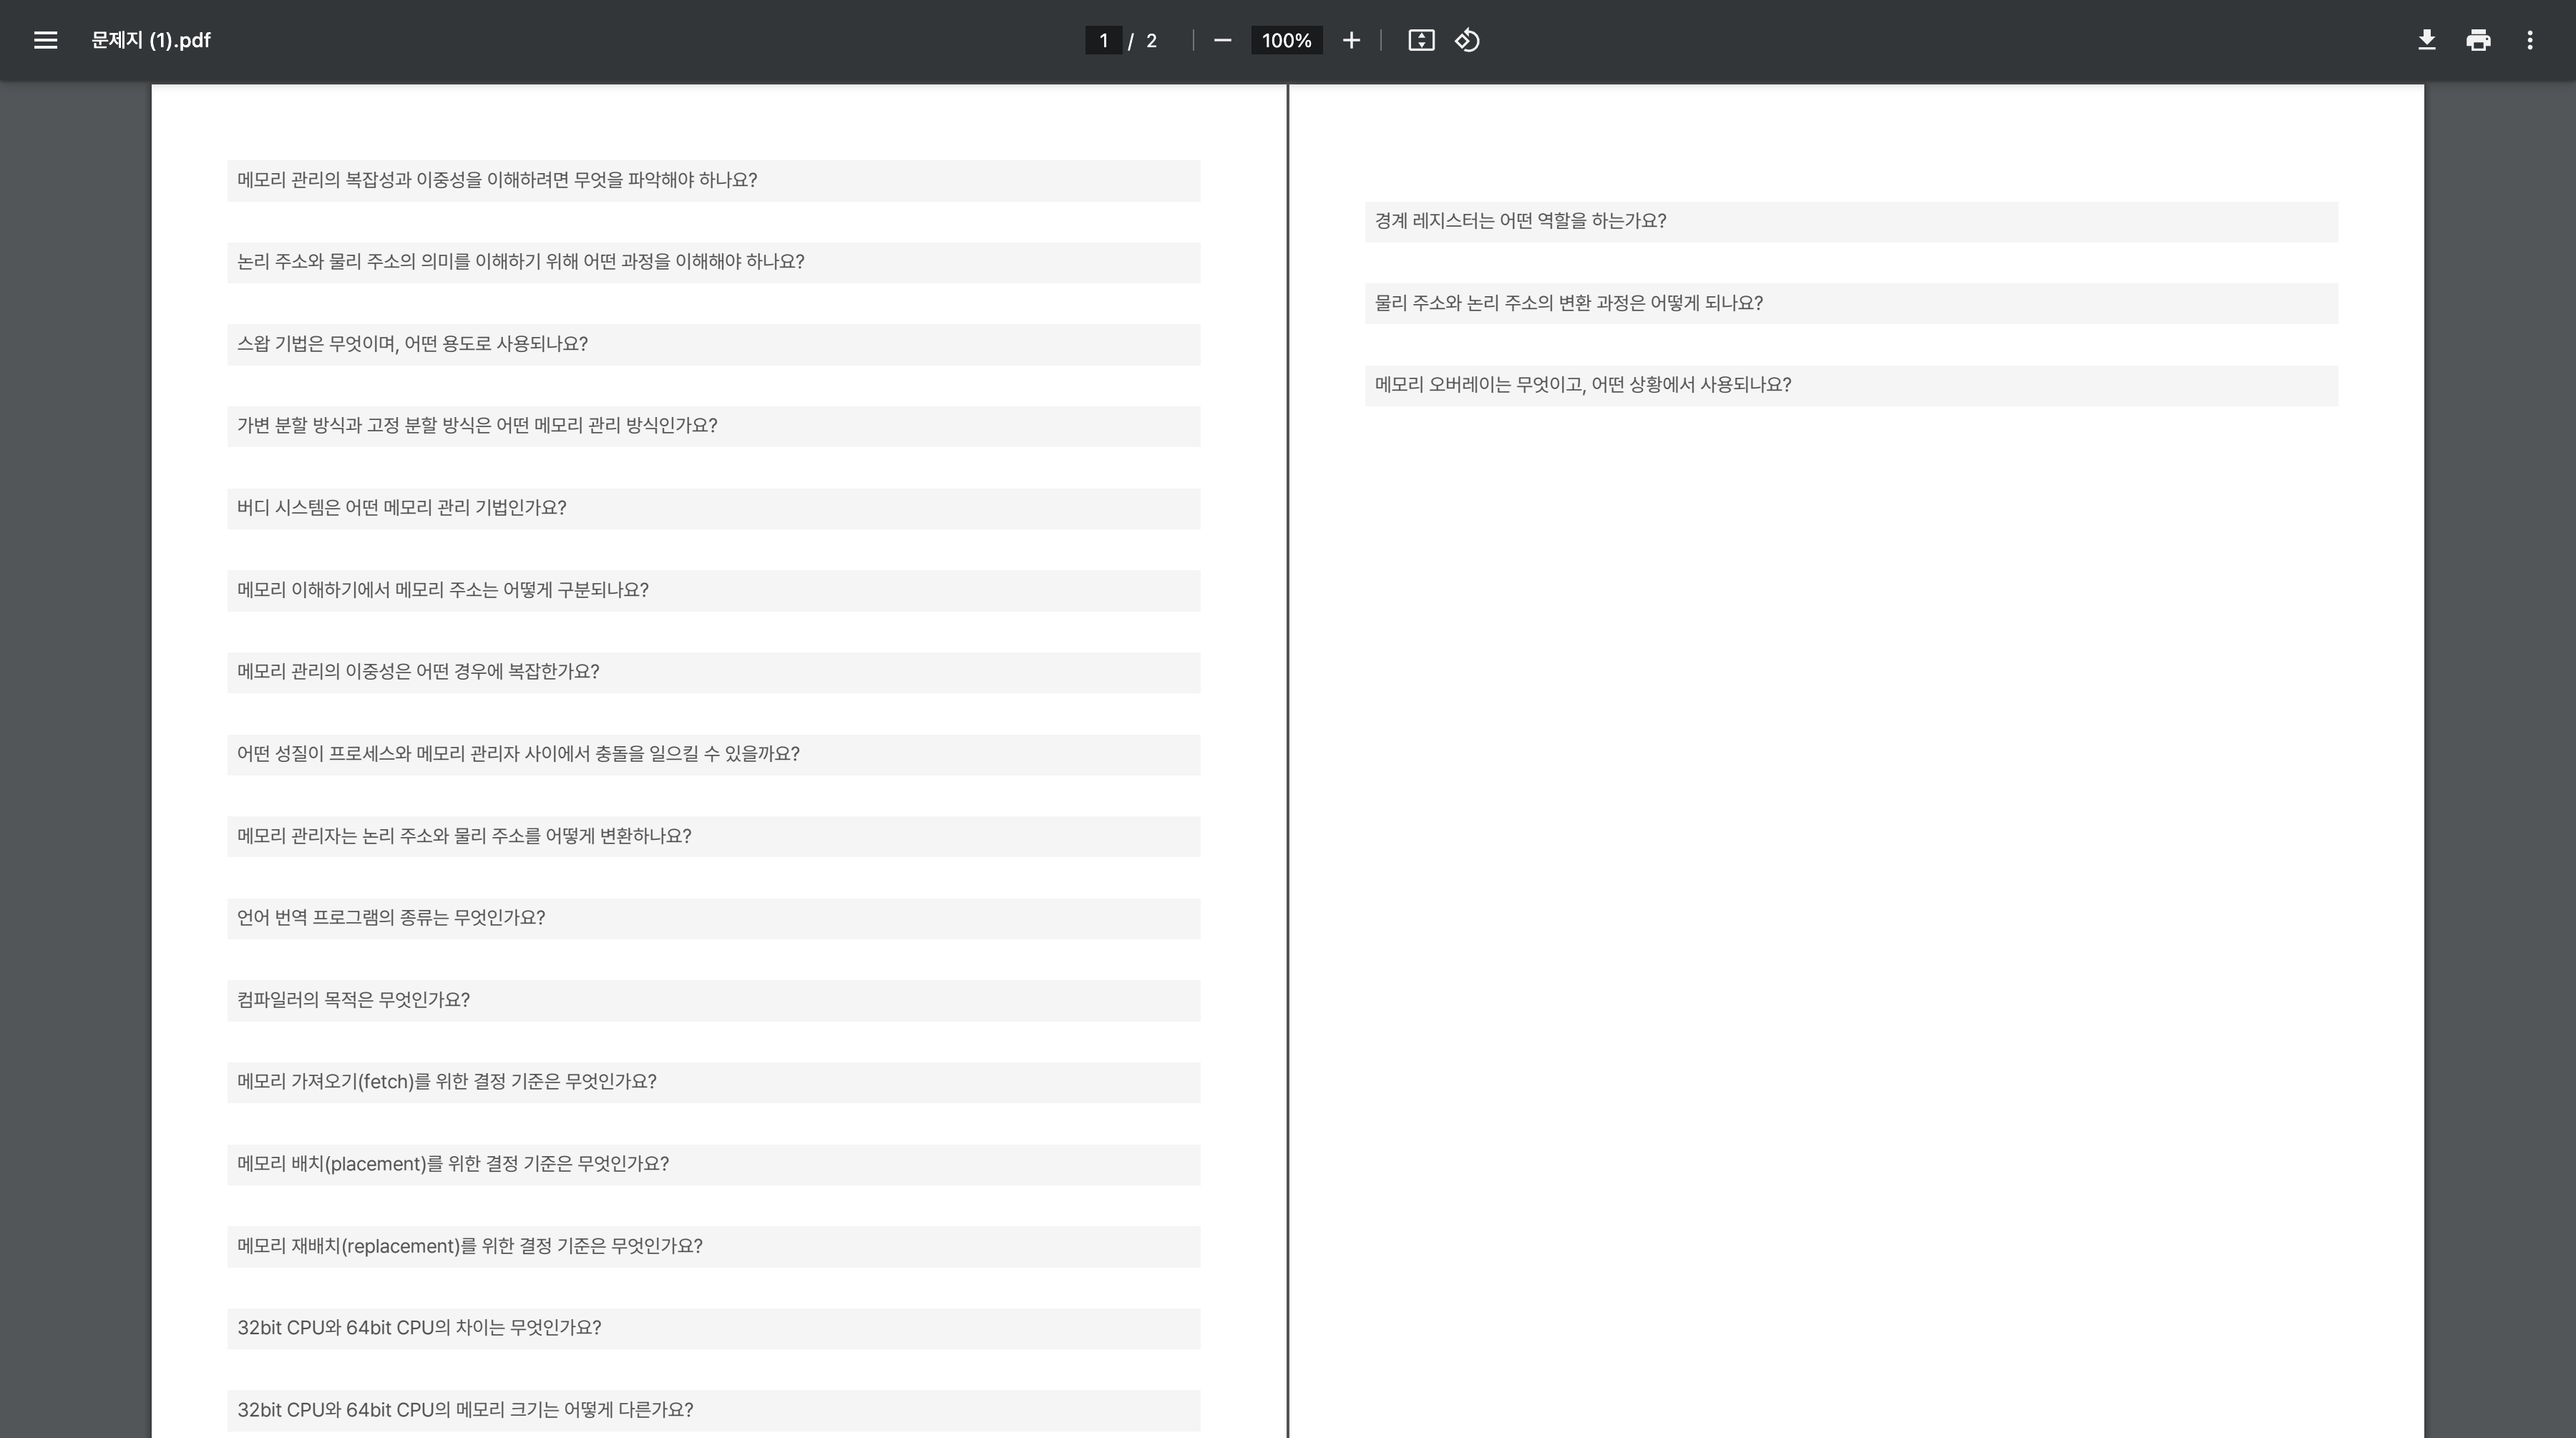 문제지 (1).pdf
1 / 2
100%
메모리 관리의 복잡성과 이중성을 이해하려면 무엇을 파악해야 하나요?
논리 주소와 물리 주소의 의미를 이해하기 위해 어떤 과정을 이해해야 하나요?
스왑 기법은 무엇이며, 어떤 용도로 사용되나요?
가변 분할 방식과 고정 분할 방식은 어떤 메모리 관리 방식인가요?
버디 시스템은 어떤 메모리 관리 기법인가요?
메모리 이해하기에서 메모리 주소는 어떻게 구분되나요?
메모리 관리의 이중성은 어떤 경우에 복잡한가요?
어떤 성질이 프로세스와 메모리 관리자 사이에서 충돌을 일으킬 수 있을까요?
메모리 관리자는 논리 주소와 물리 주소를 어떻게 변환하나요?
언어 번역 프로그램의 종류는 무엇인가요?
컴파일러의 목적은 무엇인가요?
메모리 가져오기(fetch)를 위한 결정 기준은 무엇인가요?
메모리 배치(placement)를 위한 결정 기준은 무엇인가요?
메모리 재배치(replacement)를 위한 결정 기준은 무엇인가요?
32bit CPU와 64bit CPU의 차이는 무엇인가요?
32bit CPU와 64bit CPU의 메모리 크기는 어떻게 다른가요?
경계 레지스터는 어떤 역할을 하는가요?
물리 주소와 논리 주소의 변환 과정은 어떻게 되나요?
메모리 오버레이는 무엇이고, 어떤 상황에서 사용되나요?